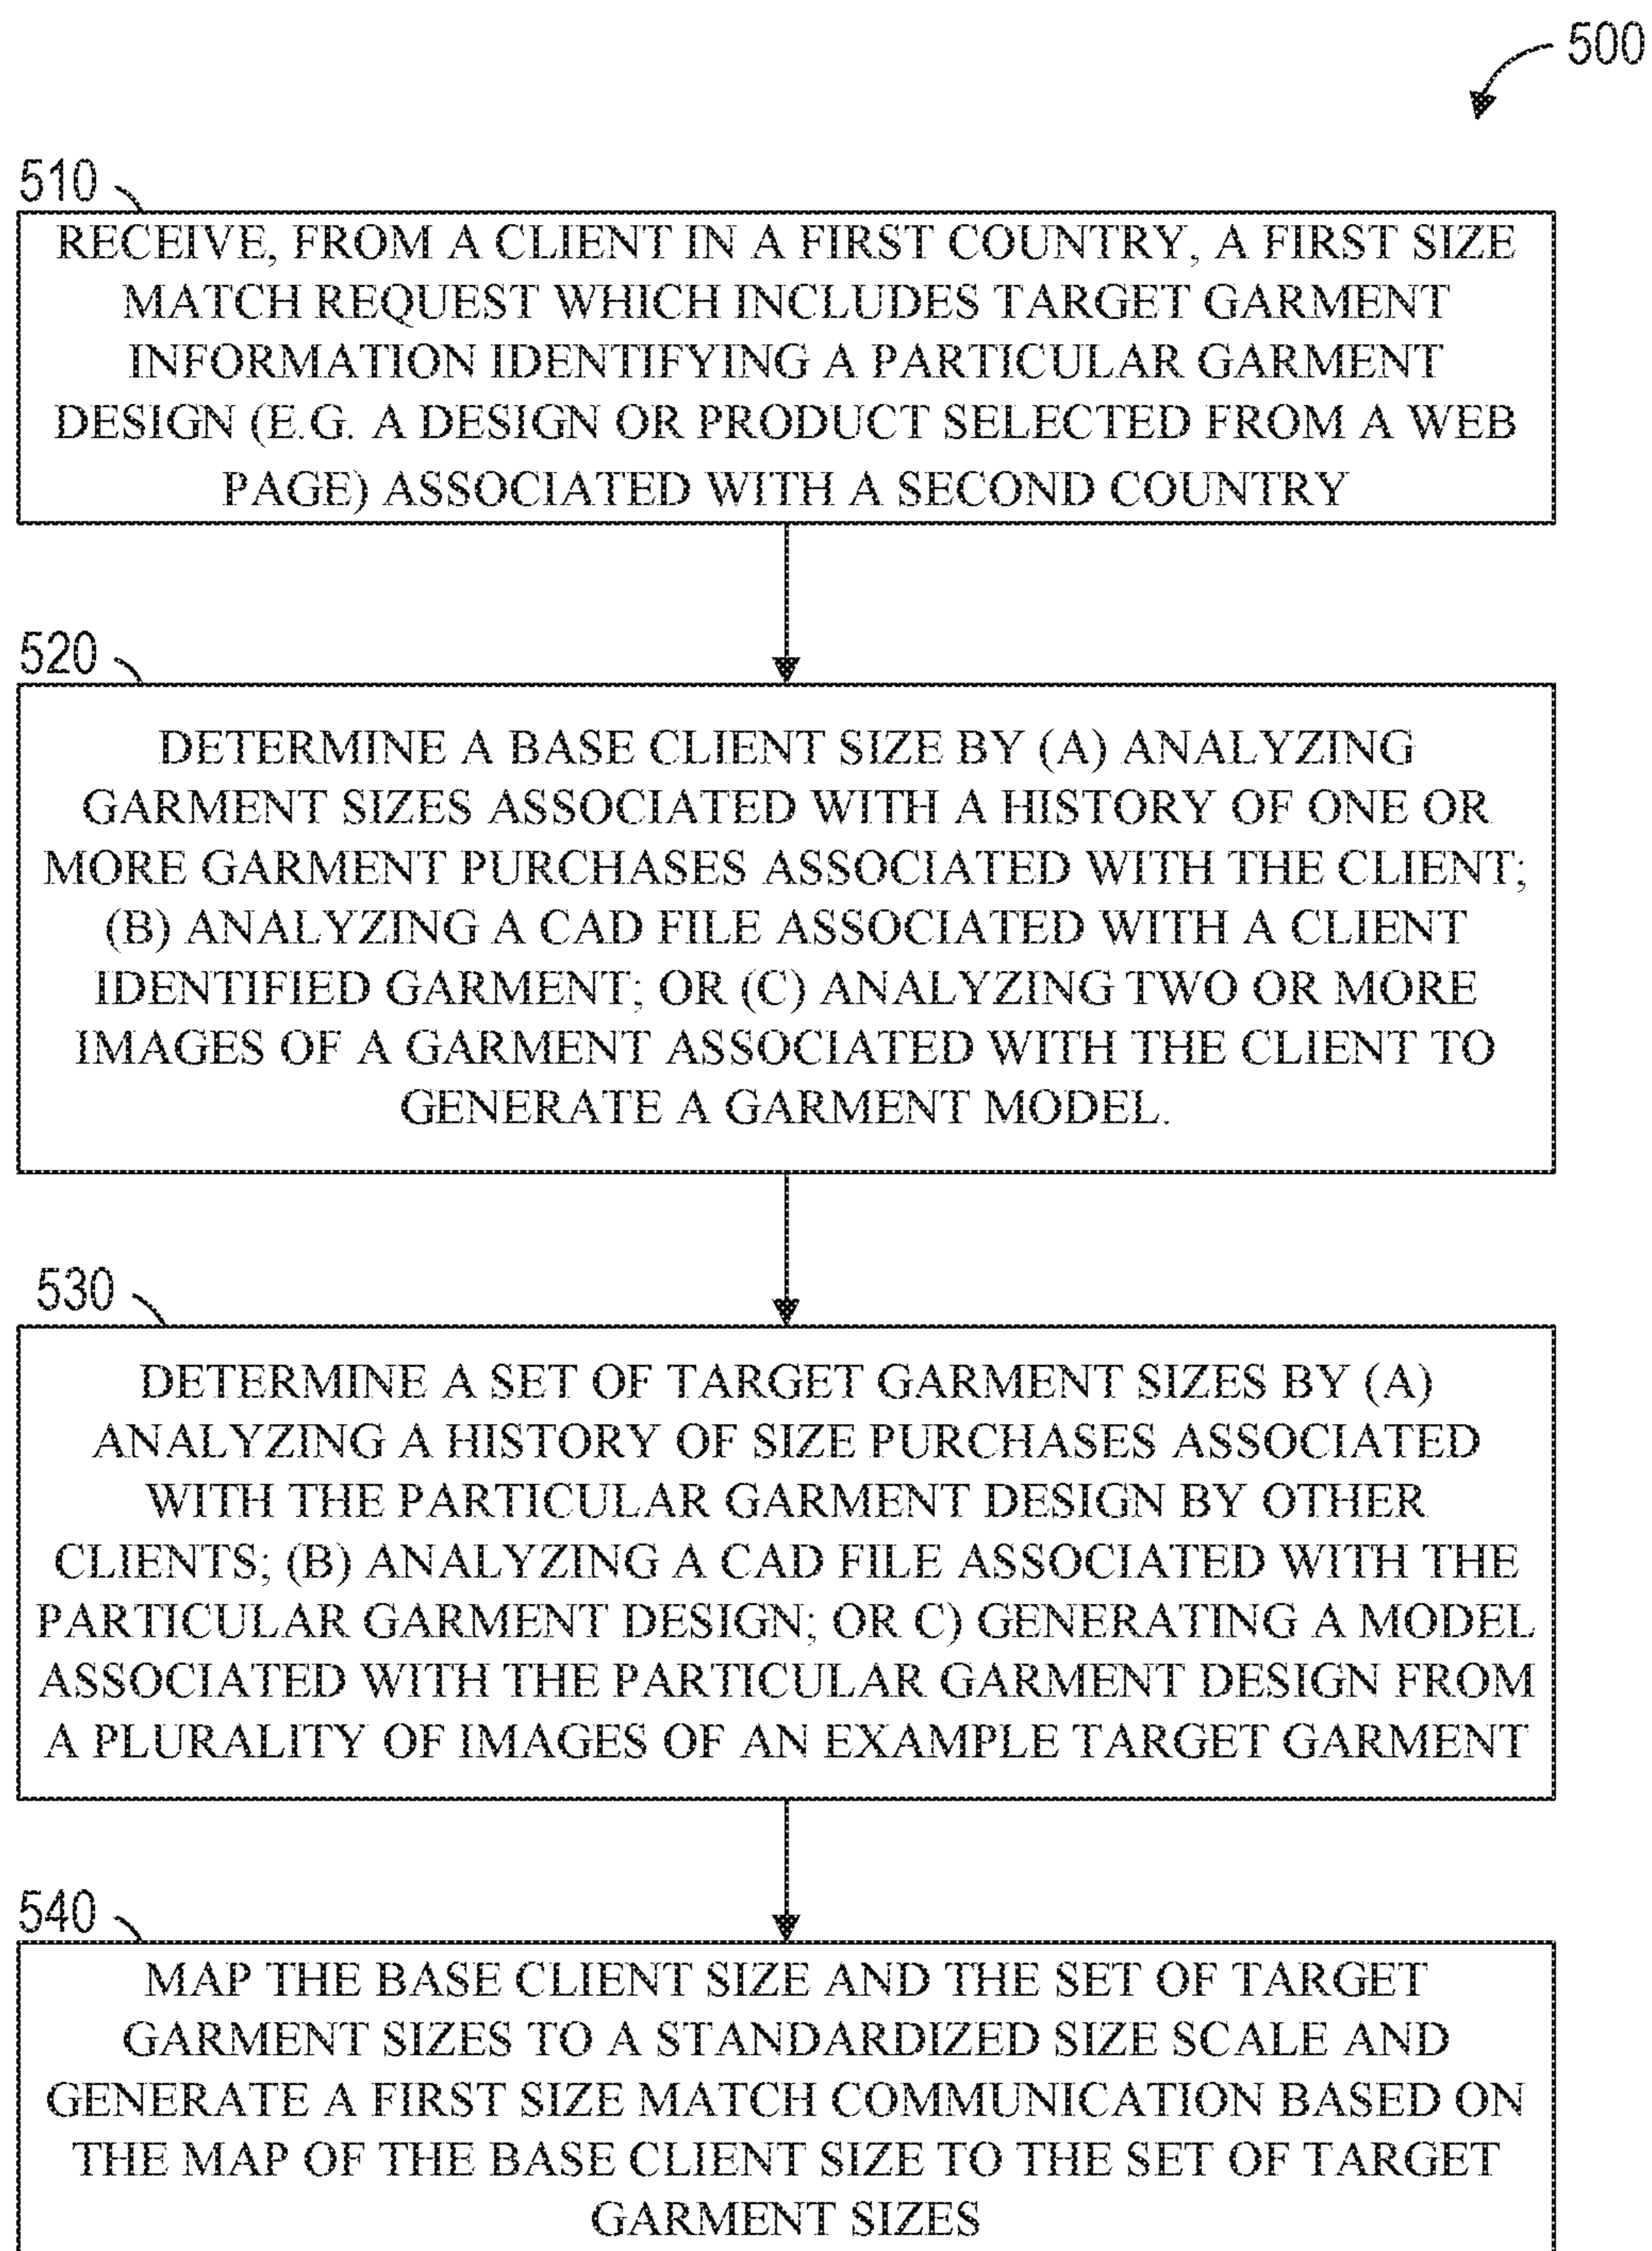 500
510
RECEIVE, FROM A CLIENT IN A FIRST COUNTRY, A FIRST SIZE
MATCH REQUEST WHICH INCLUDES TARGET GARMENT
INFORMATION IDENTIFYING A PARTICULAR GARMENT
DESIGN (E.G. A DESIGN OR PRODUCT SELECTED FROM A WEB
PAGE) ASSOCIATED WITH A SECOND COUNTRY
520
DETERMINE A BASE CLIENT SIZE BY (A) ANALYZING
GARMENT SIZES ASSOCIATED WITH A HISTORY OF ONE OR
MORE GARMENT PURCHASES ASSOCIATED WITH THE CLIENT;
(B) ANALYZING A CAD FILE ASSOCIATED WITH A CLIENT
IDENTIFIED GARMENT; OR (C) ANALYZING TWO OR MORE
IMAGES OF A GARMENT ASSOCIATED WITH THE CLIENT TO
GENERATE A GARMENT MODEL.
530
DETERMINE A SET OF TARGET GARMENT SIZES BY (A)
ANALYZING A HISTORY OF SIZE PURCHASES ASSOCIATED
WITH THE PARTICULAR GARMENT DESIGN BY OTHER
CLIENTS; (B) ANALYZING A CAD FILE ASSOCIATED WITH THE
PARTICULAR GARMENT DESIGN; OR C) GENERATING A MODEL
ASSOCIATED WITH THE PARTICULAR GARMENT DESIGN FROM
A PLURALITY OF IMAGES OF AN EXAMPLE TARGET GARMENT
540
MAP THE BASE CLIENT SIZE AND THE SET OF TARGET
GARMENT SIZES TO A STANDARDIZED SIZE SCALE AND
GENERATE A FIRST SIZE MATCH COMMUNICATION BASED ON
THE MAP OF THE BASE CLIENT SIZE TO THE SET OF TARGET
GARMENT SIZES